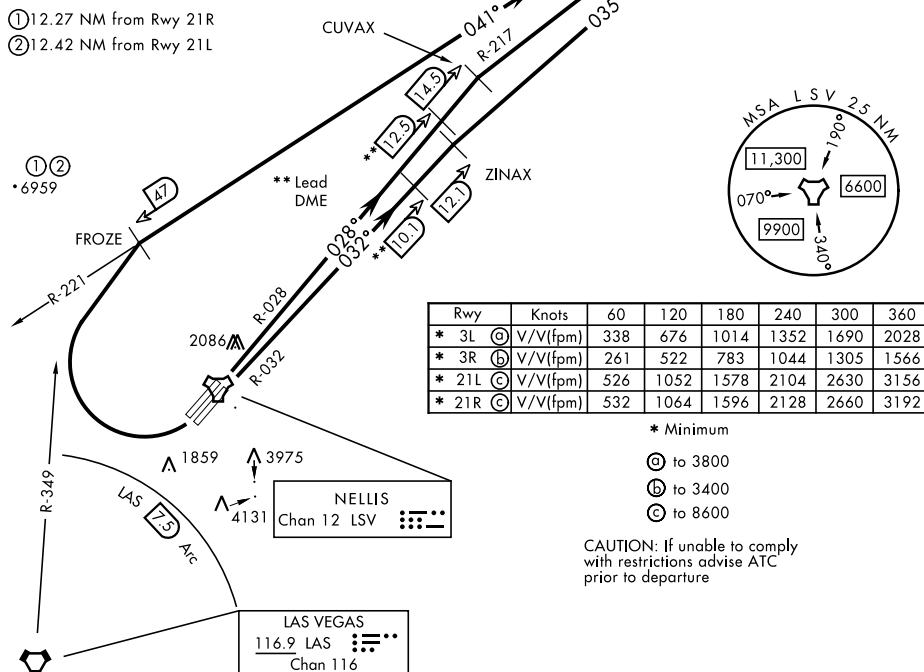 ① 12.27 NM from Rwy 21R
② 12.42 NM from Rwy 21L
CUVAX
041°
R-217
035
14.5
** 12.5
ZINAX
12.1
** 10.1
** Lead
DME
① ②
6959
47
FROZE
R-221
028°
032°
R-028
R-032
2086
MSA LSV 25 NM
190°
11,300
6600
070°
9900
340°
Rwy Knots 60 120 180 240 300 360
* 3L ⓐ V/V(fpm) 338 676 1014 1352 1690 2028
* 3R ⓑ V/V(fpm) 261 522 783 1044 1305 1566
* 21L ⓒ V/V(fpm) 526 1052 1578 2104 2630 3156
* 21R ⓒ V/V(fpm) 532 1064 1596 2128 2660 3192
* Minimum
ⓐ to 3800
ⓑ to 3400
ⓒ to 8600
CAUTION: If unable to comply
with restrictions advise ATC
prior to departure
1859
3975
4131
NELLIS
Chan 12 LSV
R-349
LAS 7.5 Arc
LAS VEGAS
116.9 LAS
Chan 116